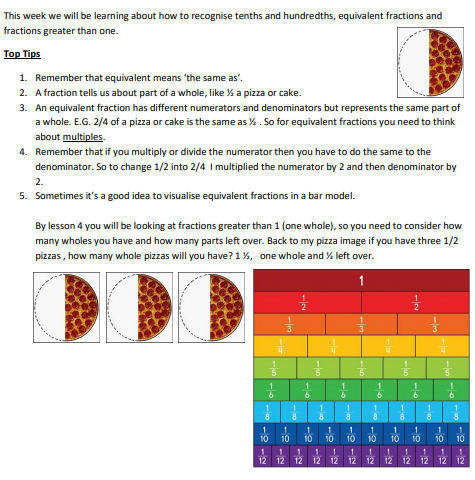 This week we will be learning about how to recognise tenths and hundredths, equivalent fractions and
fractions greater than one.
Top Tips
1. Remember that equivalent means ‘the same as’.
2. A fraction tells us about part of a whole, like ½ a pizza or cake.
3. An equivalent fraction has different numerators and denominators but represents the same part of
a whole. E.G. 2/4 of a pizza or cake is the same as ½ . So for equivalent fractions you need to think
about multiples.
4. Remember that if you multiply or divide the numerator then you have to do the same to the
denominator. So to change 1/2 into 2/4 I multiplied the numerator by 2 and then denominator by
2.
5. Sometimes it’s a good idea to visualise equivalent fractions in a bar model.
By lesson 4 you will be looking at fractions greater than 1 (one whole), so you need to consider how
many wholes you have and how many parts left over. Back to my pizza image if you have three 1/2
pizzas , how many whole pizzas will you have? 1 ½, one whole and ½ left over.
1
1/2 1/2
1/3 1/3 1/3
1/4 1/4 1/4 1/4
1/5 1/5 1/5 1/5 1/5
1/6 1/6 1/6 1/6 1/6 1/6
1/8 1/8 1/8 1/8 1/8 1/8 1/8 1/8
1/10 1/10 1/10 1/10 1/10 1/10 1/10 1/10 1/10 1/10
1/12 1/12 1/12 1/12 1/12 1/12 1/12 1/12 1/12 1/12 1/12 1/12